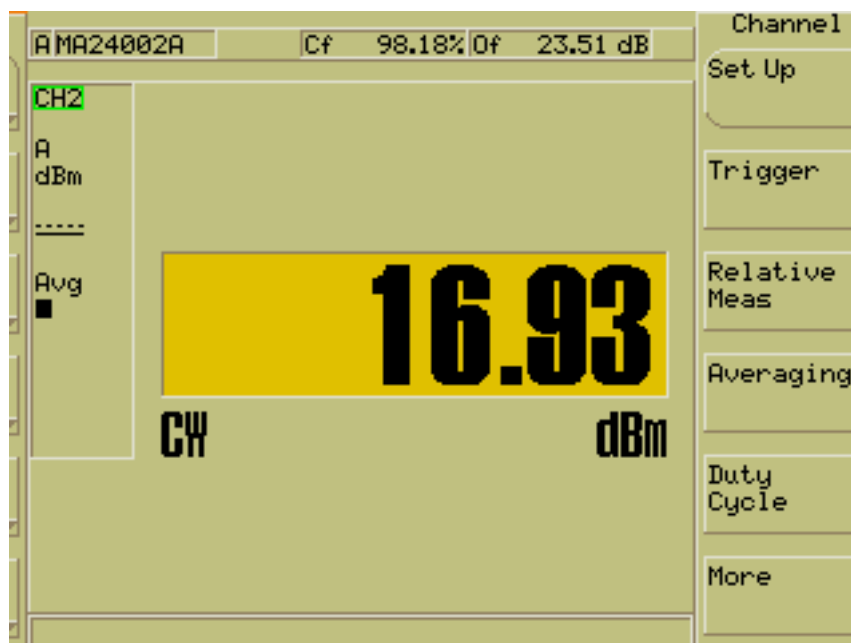 A MA24002A Cf 98.18% Of 23.51 dB
CH2
A
dBm
-----
Avg
16.93
CW dBm
Channel
Set Up
Trigger
Relative
Meas
Averaging
Duty
Cycle
More